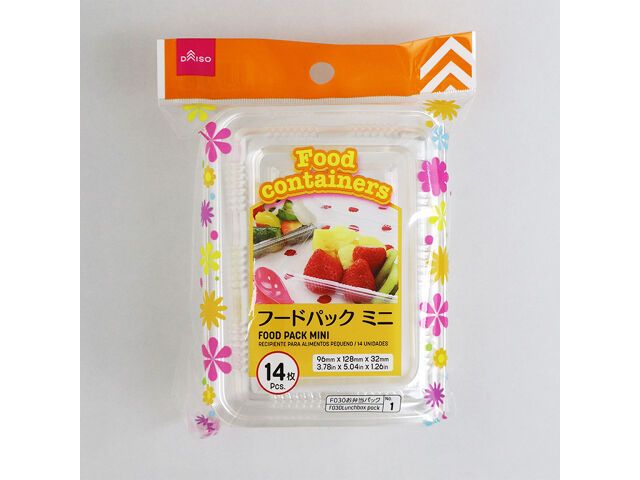 DAISO
Food
containers
フードパック ミニ
FOOD PACK MINI
RECIPIENTE PARA ALIMENTOS PEQUEÑO / 14 UNIDADES
14枚
Pcs.
96mm x 128mm x 32mm
3.78in x 5.04in x 1.26in
F030お弁当パック
F030Lunchbox pack
No.
1